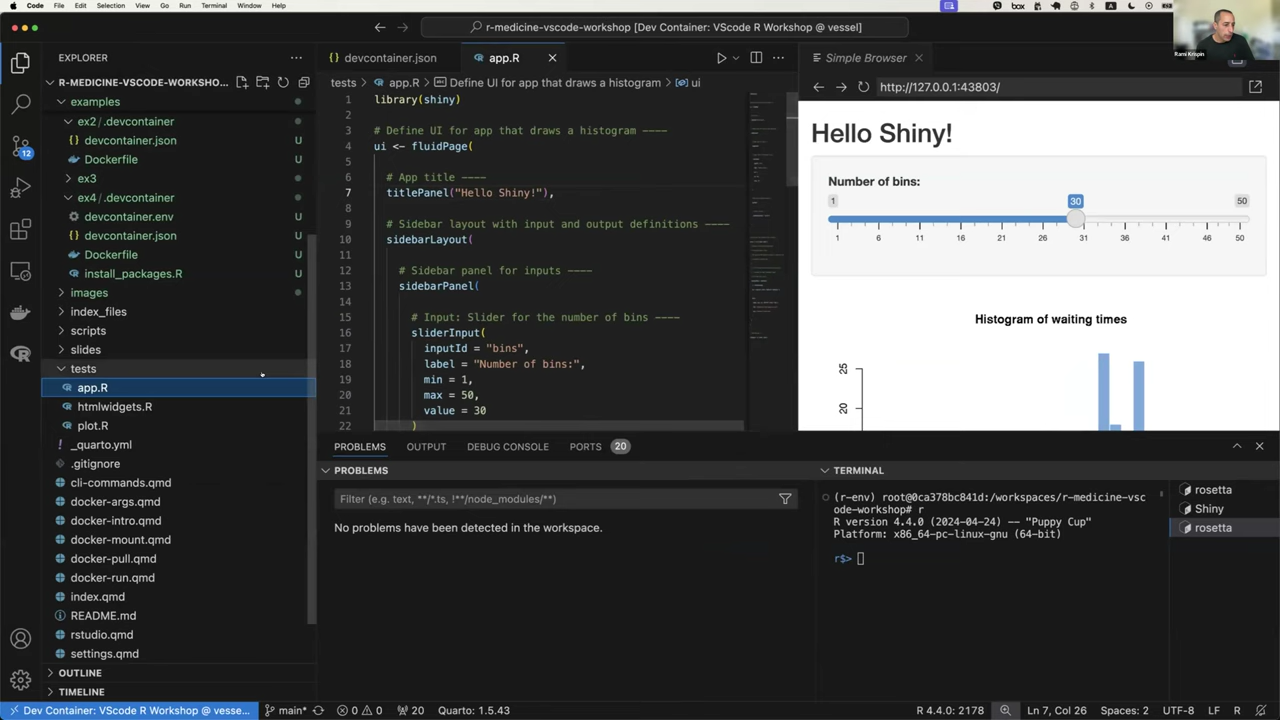 Code File Edit Selection View Go Run Terminal Window Help
box
r-medicine-vscode-workshop [Dev Container: VScode R Workshop @ vessel]
Rami Krispin
EXPLORER
R-MEDICINE-VSCODE-WORKSHO...
examples
ex2 / .devcontainer
devcontainer.json U
Dockerfile U
ex3
ex4 / .devcontainer
devcontainer.env U
devcontainer.json U
Dockerfile U
install_packages.R U
images
index_files
scripts
slides
tests
app.R
htmlwidgets.R
plot.R
_quarto.yml
.gitignore
cli-commands.qmd
docker-args.qmd
docker-intro.qmd
docker-mount.qmd
docker-pull.qmd
docker-run.qmd
index.qmd
README.md
rstudio.qmd
settings.qmd
OUTLINE
TIMELINE
12
devcontainer.json app.R
tests > app.R > Define UI for app that draws a histogram > ui
1 library(shiny)
2
3 # Define UI for app that draws a histogram ----
4 ui <- fluidPage(
5
6 # App title ----
7 titlePanel("Hello Shiny!"),
8
9 # Sidebar layout with input and output definitions ----
10 sidebarLayout(
11
12 # Sidebar panel for inputs ----
13 sidebarPanel(
14
15 # Input: Slider for the number of bins ----
16 sliderInput(
17 inputId = "bins",
18 label = "Number of bins:",
19 min = 1,
20 max = 50,
21 value = 30
22 )
Simple Browser
http://127.0.0.1:43803/
Hello Shiny!
Number of bins:
1 30 50
1 6 11 16 21 26 31 36 41 46 50
Histogram of waiting times
25
20
PROBLEMS OUTPUT DEBUG CONSOLE PORTS 20
PROBLEMS
Filter (e.g. text, **/*.ts, !**/node_modules/**)
No problems have been detected in the workspace.
TERMINAL
(r-env) root@0ca378bc841d:/workspaces/r-medicine-vsc
ode-workshop# r
R version 4.4.0 (2024-04-24) -- "Puppy Cup"
Platform: x86_64-pc-linux-gnu (64-bit)
r$>
rosetta
Shiny
rosetta
Dev Container: VScode R Workshop @ vesse... main* 0 0 20 Quarto: 1.5.43 R 4.4.0: 2178 Ln 7, Col 26 Spaces: 2 UTF-8 LF R